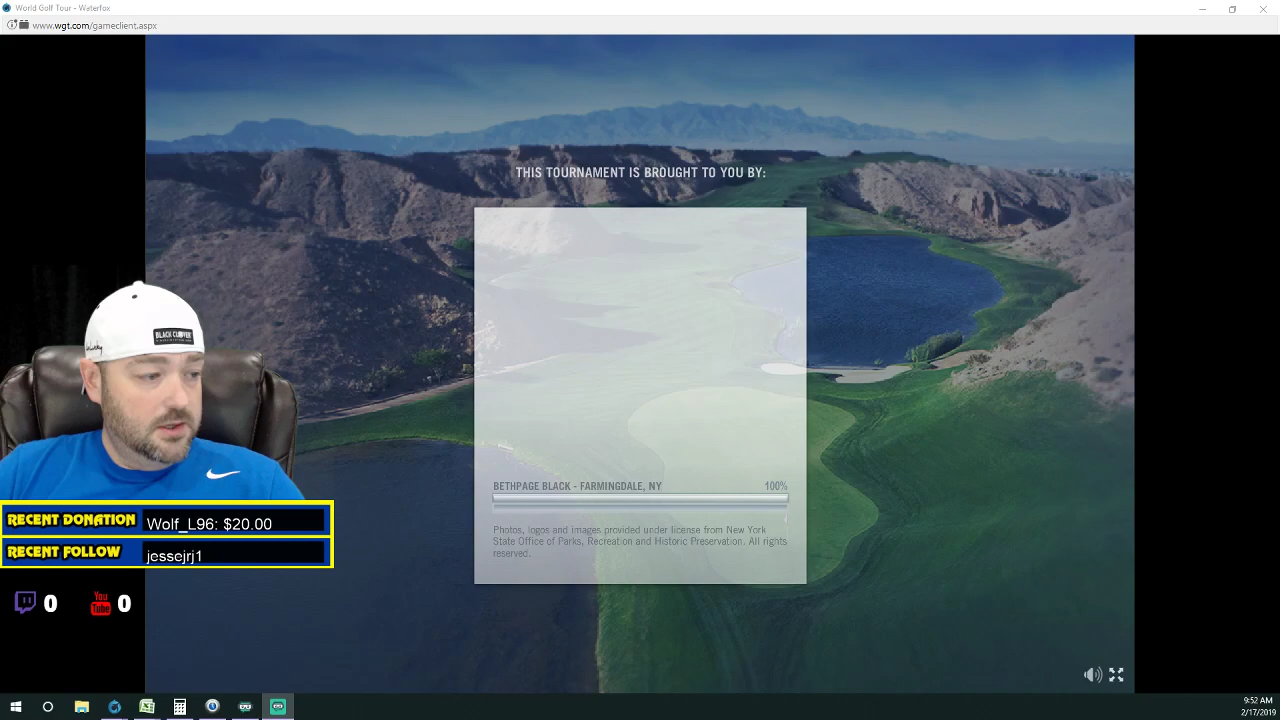 World Golf Tour - Waterfox
www.wgt.com/gameclient.aspx
THIS TOURNAMENT IS BROUGHT TO YOU BY:
BLACK CLOVER
BETHPAGE BLACK - FARMINGDALE, NY 100%
Photos, logos and images provided under license from New York
State Office of Parks, Recreation and Historic Preservation. All rights
reserved.
RECENT DONATION Wolf_L96: $20.00
RECENT FOLLOW jessejrj1
0 You Tube 0
9:52 AM
2/17/2019